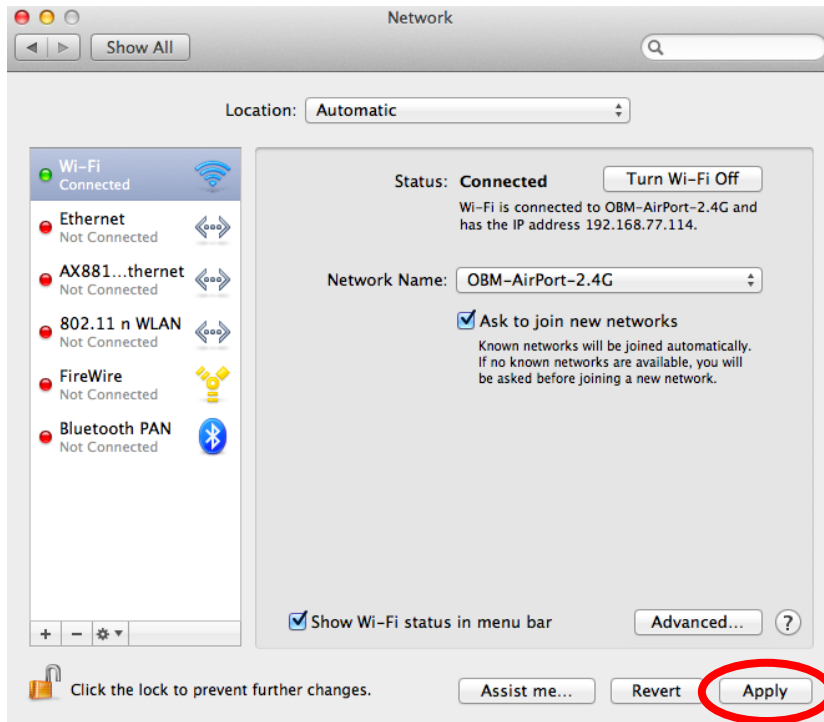 Network
Show All
Location: Automatic
Wi-Fi
Connected
Ethernet
Not Connected
AX881...thernet
Not Connected
802.11 n WLAN
Not Connected
FireWire
Not Connected
Bluetooth PAN
Not Connected
Status: Connected
Turn Wi-Fi Off
Wi-Fi is connected to OBM-AirPort-2.4G and
has the IP address 192.168.77.114.
Network Name: OBM-AirPort-2.4G
Ask to join new networks
Known networks will be joined automatically.
If no known networks are available, you will
be asked before joining a new network.
Show Wi-Fi status in menu bar
Advanced... ?
+ −
Click the lock to prevent further changes.
Assist me... Revert Apply